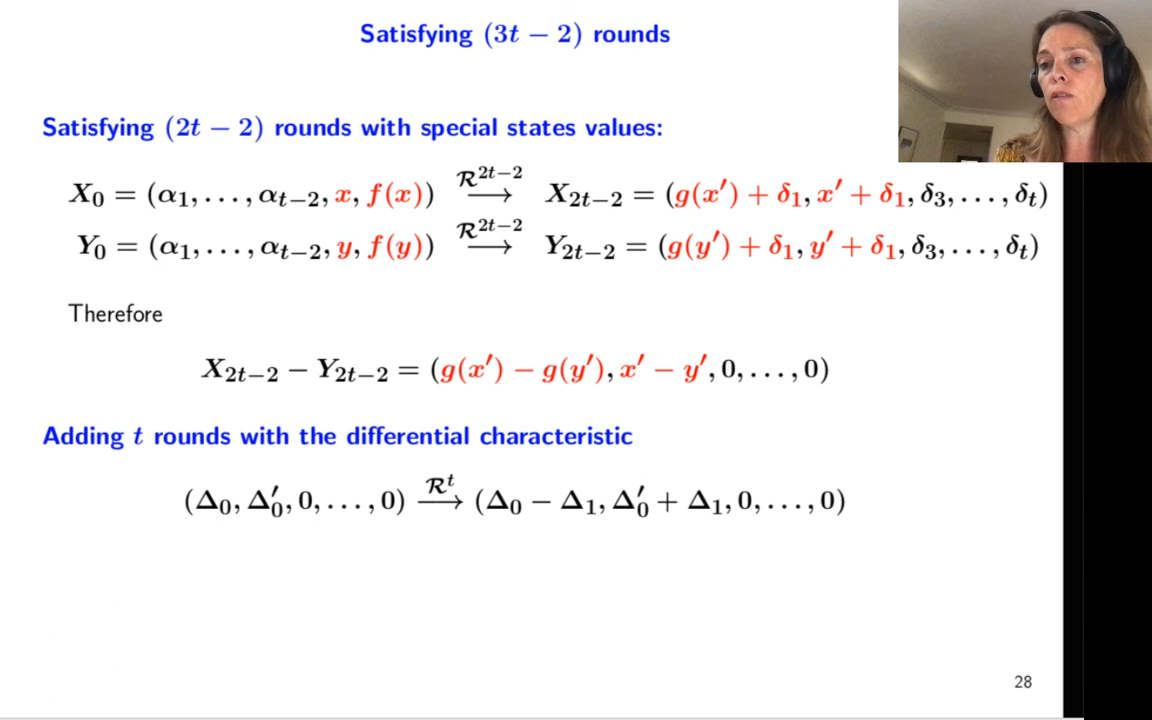 Satisfying (3t − 2) rounds
Satisfying (2t − 2) rounds with special states values:
X₀ = (α₁, . . . , αₜ₋₂, x, f(x)) —R²ᵗ⁻²→ X₂ₜ₋₂ = (g(x′) + δ₁, x′ + δ₁, δ₃, . . . , δₜ)
Y₀ = (α₁, . . . , αₜ₋₂, y, f(y)) —R²ᵗ⁻²→ Y₂ₜ₋₂ = (g(y′) + δ₁, y′ + δ₁, δ₃, . . . , δₜ)
Therefore
X₂ₜ₋₂ − Y₂ₜ₋₂ = (g(x′) − g(y′), x′ − y′, 0, . . . , 0)
Adding t rounds with the differential characteristic
(Δ₀, Δ′₀, 0, . . . , 0) —Rᵗ→ (Δ₀ − Δ₁, Δ′₀ + Δ₁, 0, . . . , 0)
28